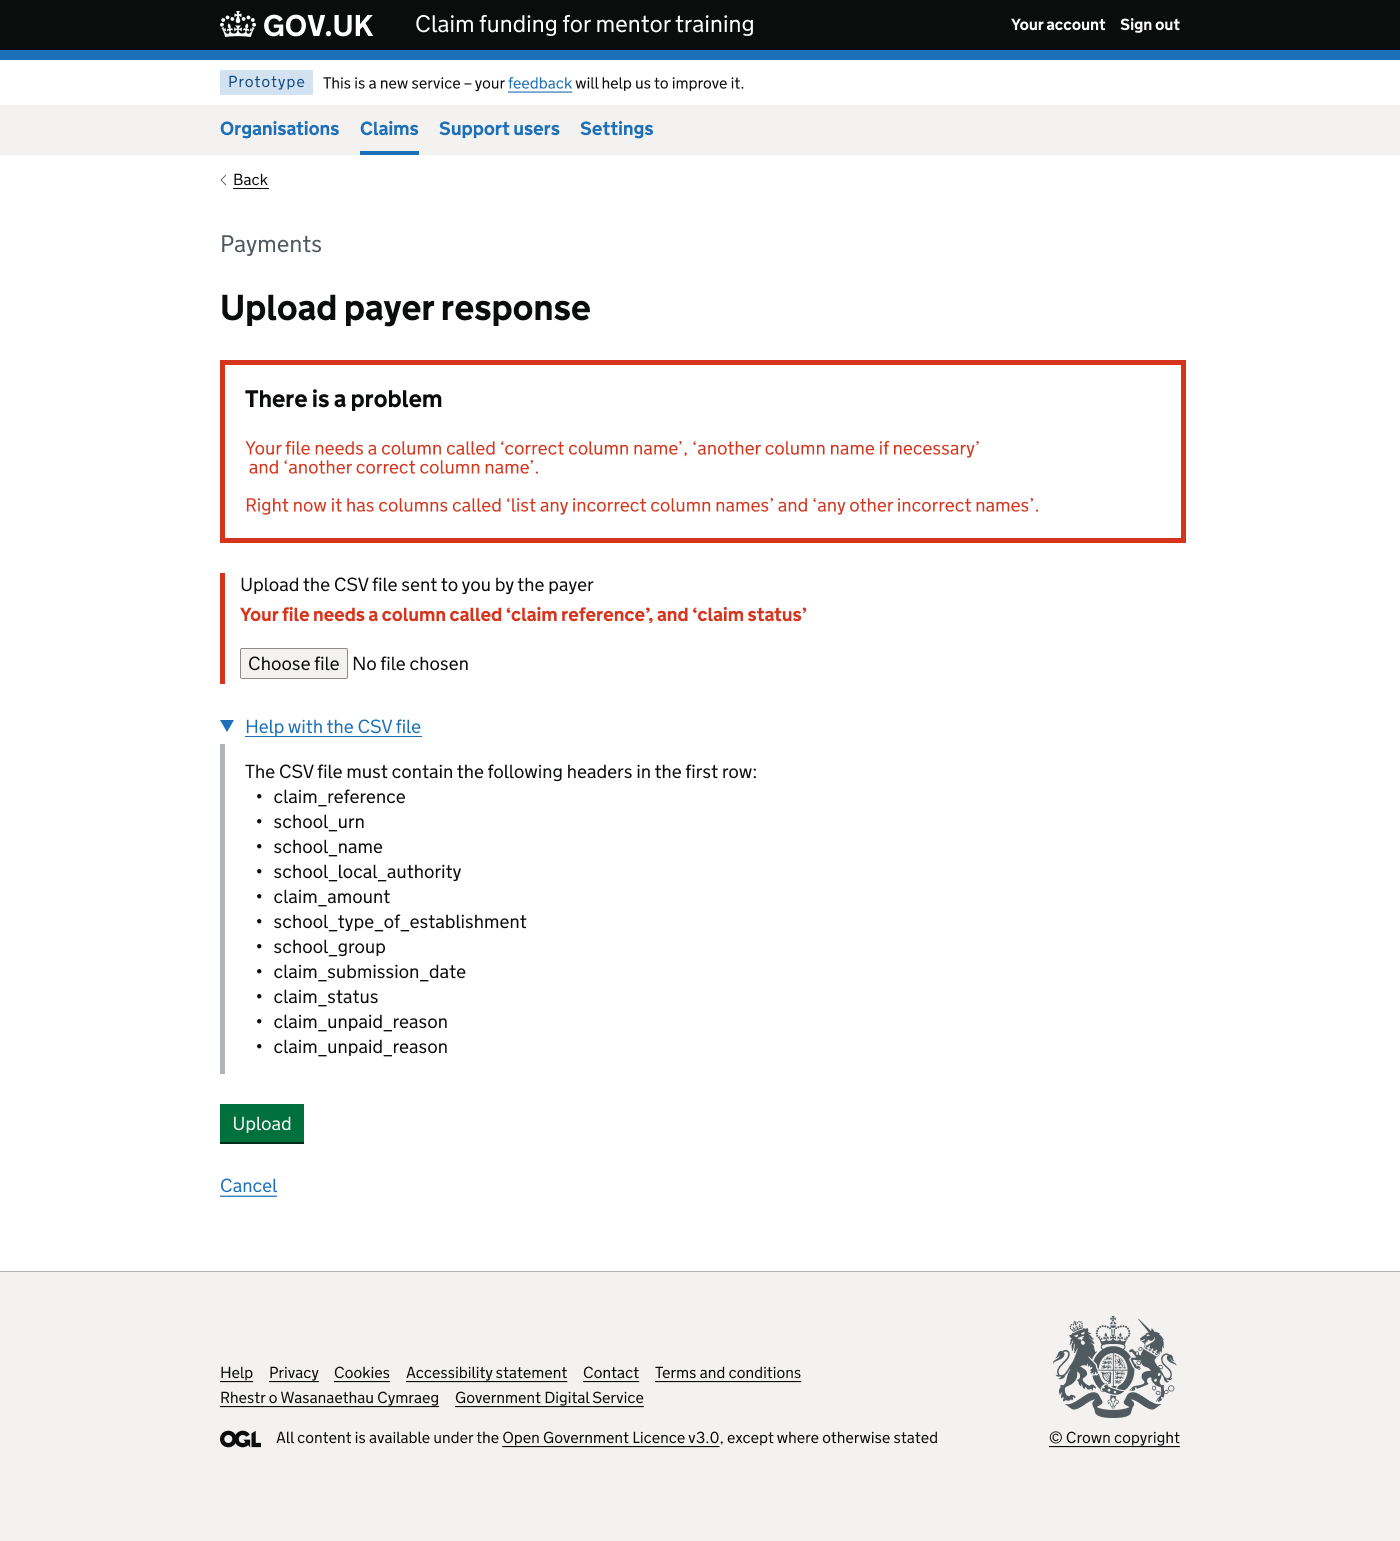 GOV.UK Claim funding for mentor training Your account Sign out
Prototype This is a new service – your feedback will help us to improve it.
Organisations Claims Support users Settings
Back
Payments
Upload payer response
There is a problem
Your file needs a column called ‘correct column name’, ‘another column name if necessary’
and ‘another correct column name’.
Right now it has columns called ‘list any incorrect column names’ and ‘any other incorrect names’.
Upload the CSV file sent to you by the payer
Your file needs a column called ‘claim reference’, and ‘claim status’
Choose file No file chosen
Help with the CSV file
The CSV file must contain the following headers in the first row:
• claim_reference
• school_urn
• school_name
• school_local_authority
• claim_amount
• school_type_of_establishment
• school_group
• claim_submission_date
• claim_status
• claim_unpaid_reason
• claim_unpaid_reason
Upload
Cancel
Help Privacy Cookies Accessibility statement Contact Terms and conditions
Rhestr o Wasanaethau Cymraeg Government Digital Service
OGL All content is available under the Open Government Licence v3.0, except where otherwise stated
© Crown copyright